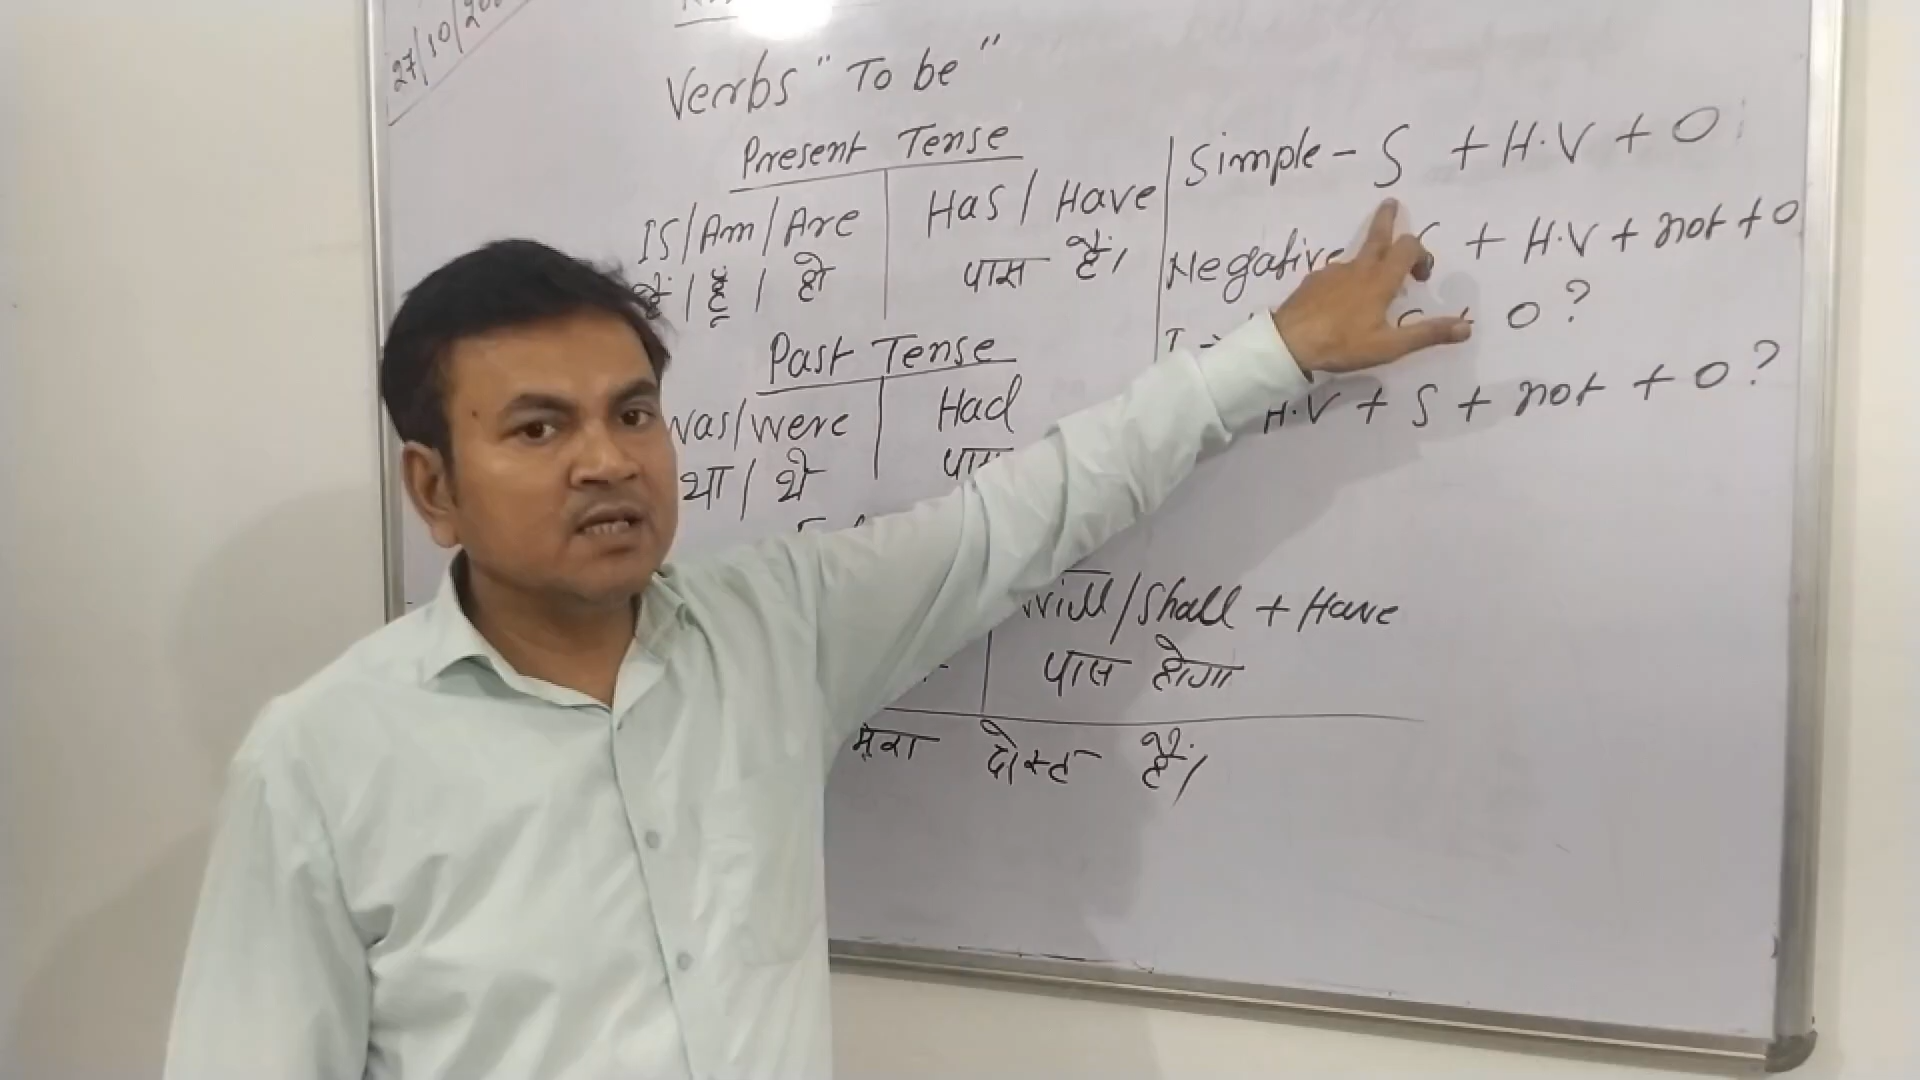 27/10/20
Verbs "To be"
Present Tense
Is/Am/Are
हैं/हूँ/हो
Has/Have
पास हैं।
Past Tense
Was/Were
था/थे
Had
पास
Will/Shall + Have
पास होगा
मेरा दोस्त हैं।
Simple - S + H.V + O
Negative S + H.V + not + O
S + O?
H.V + S + not + O?